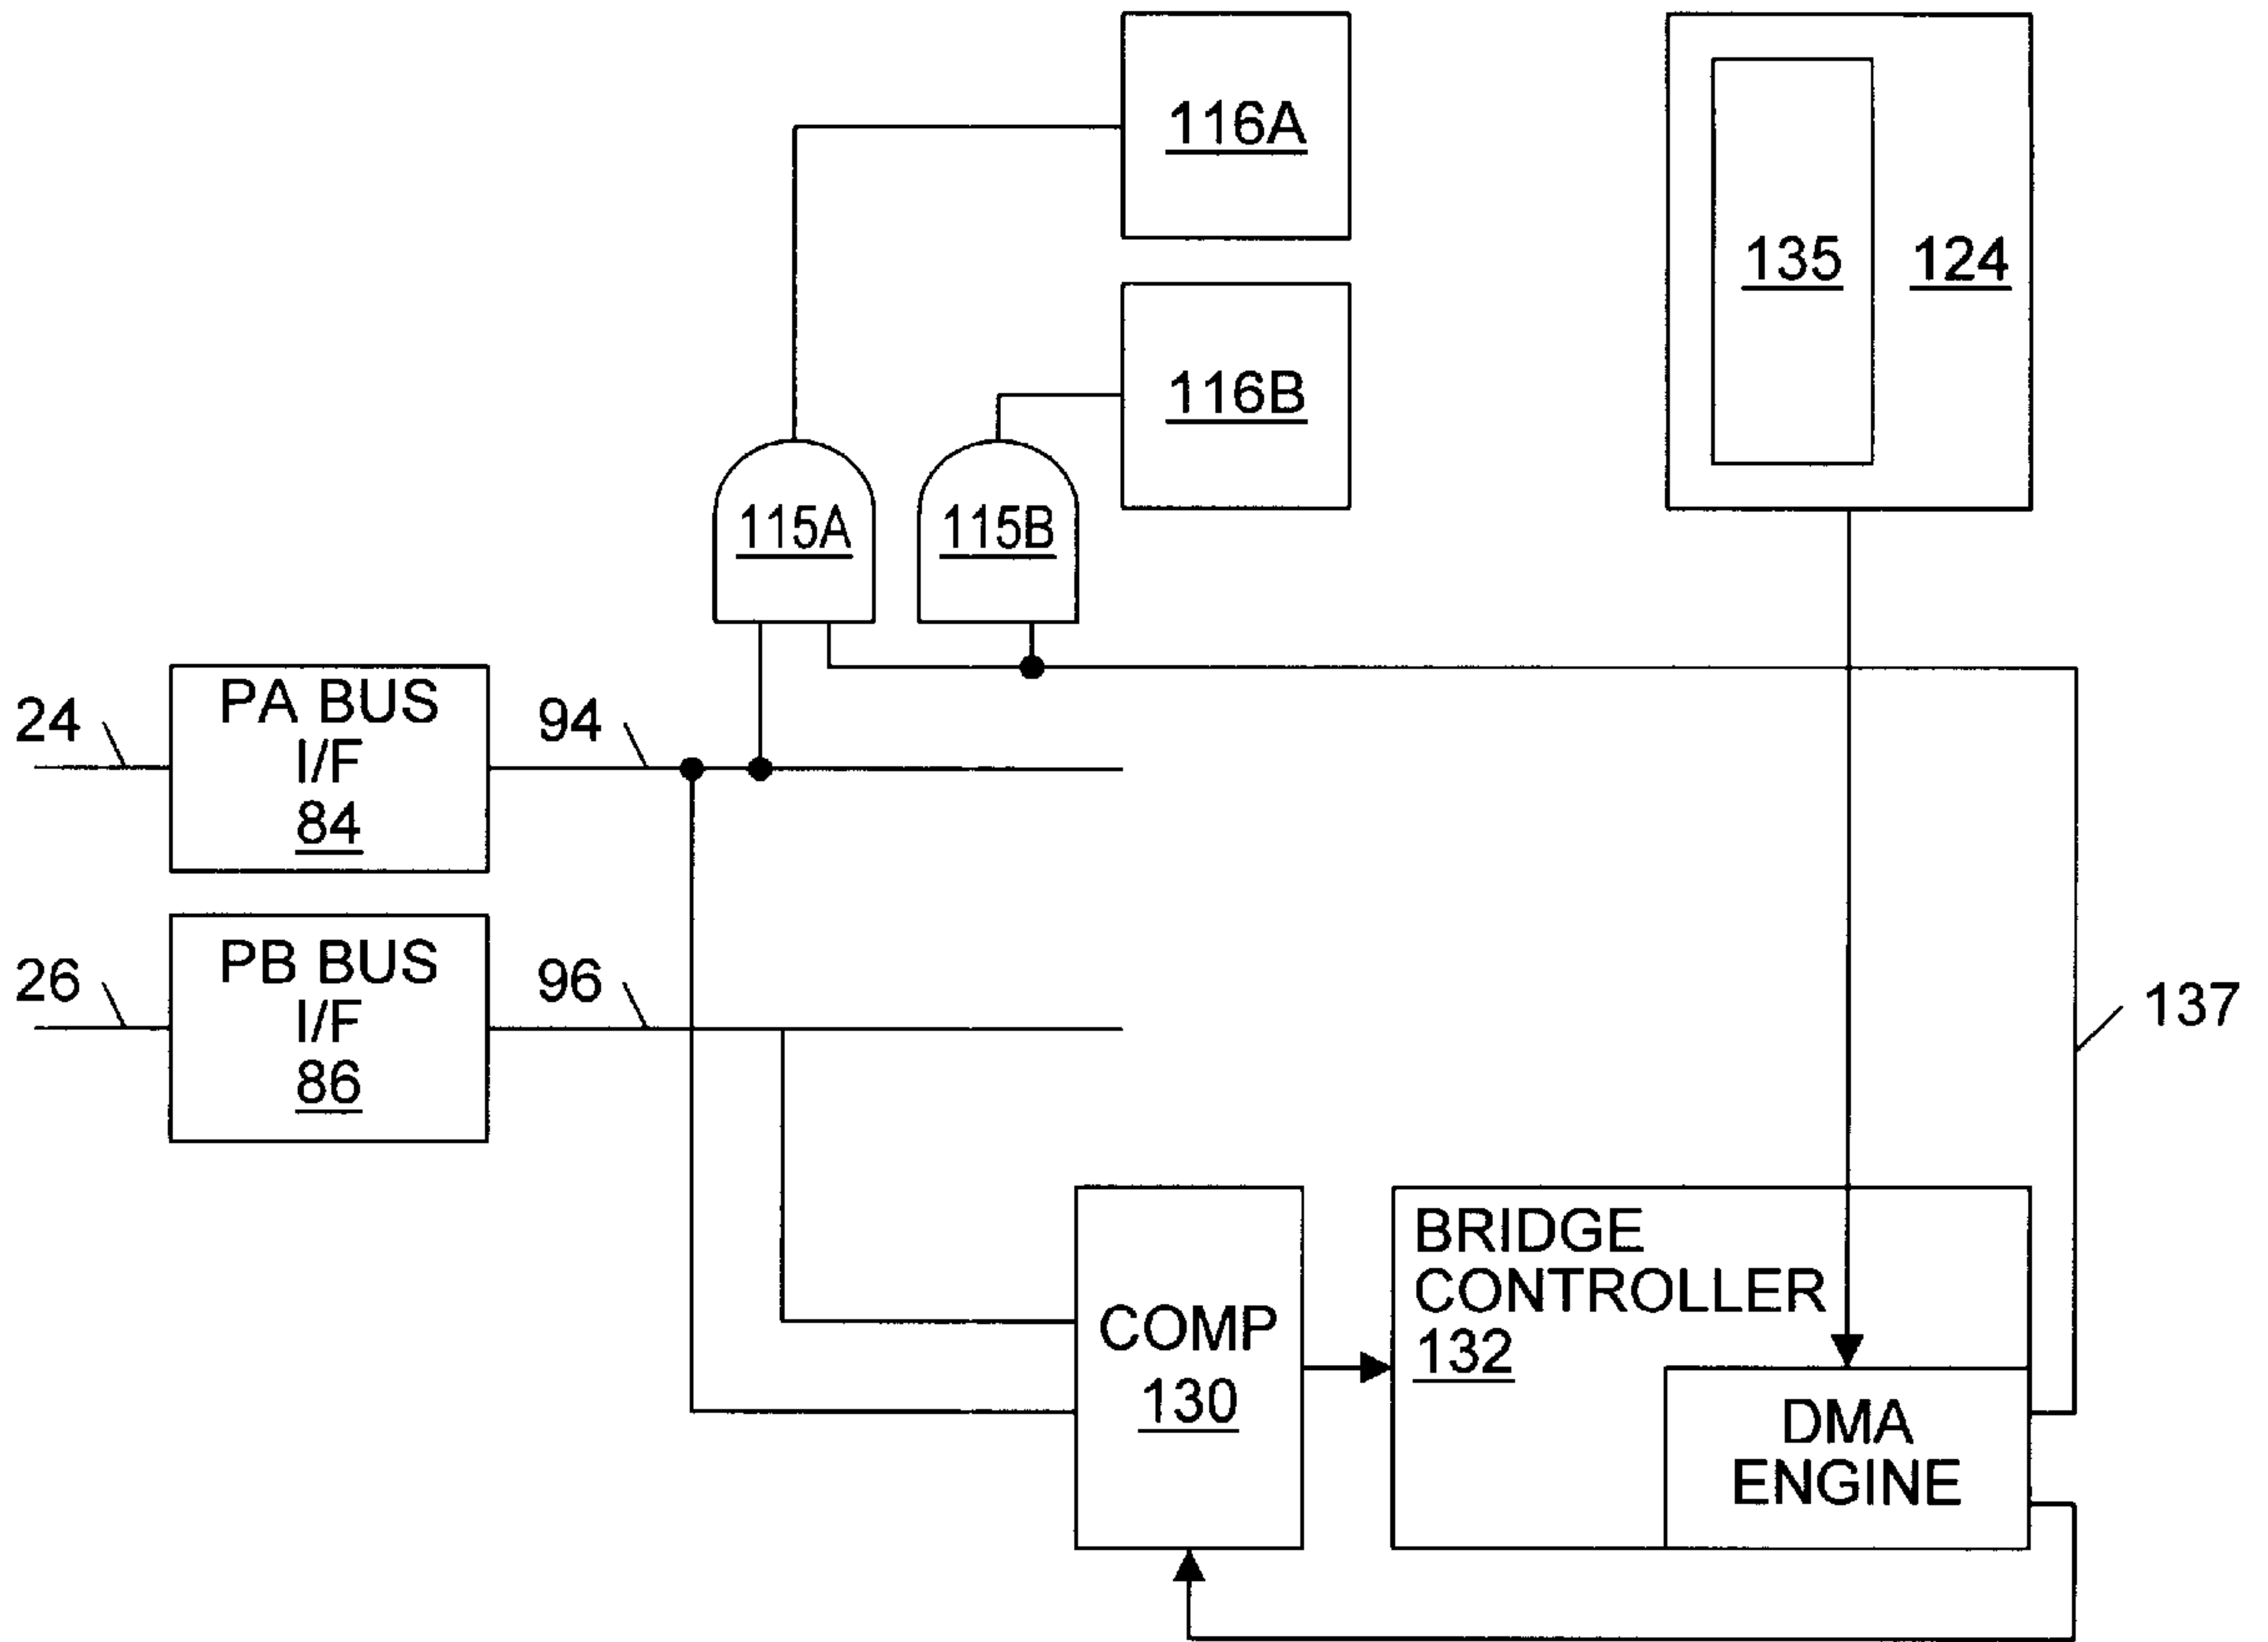 116A
135
124
116B
115A
115B
24
PA BUS
I/F
84
94
26
PB BUS
I/F
86
96
137
COMP
130
BRIDGE
CONTROLLER
132
DMA
ENGINE